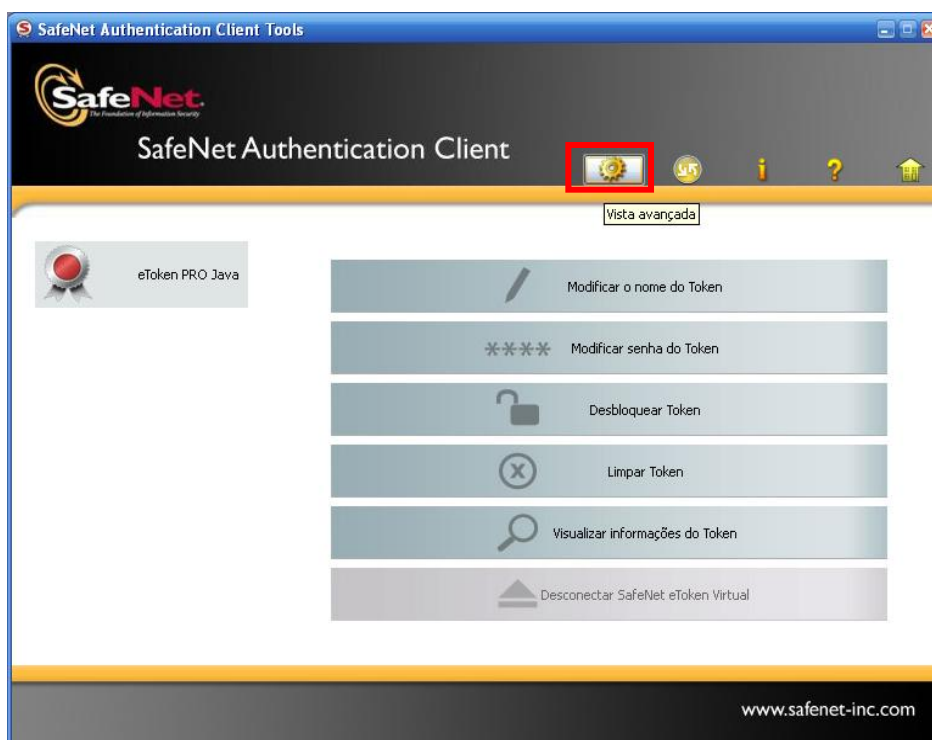 SafeNet Authentication Client Tools
SafeNet.
The Foundation of Information Security
SafeNet Authentication Client
Vista avançada
eToken PRO Java
Modificar o nome do Token
**** Modificar senha do Token
Desbloquear Token
Limpar Token
Visualizar informações do Token
Desconectar SafeNet eToken Virtual
www.safenet-inc.com